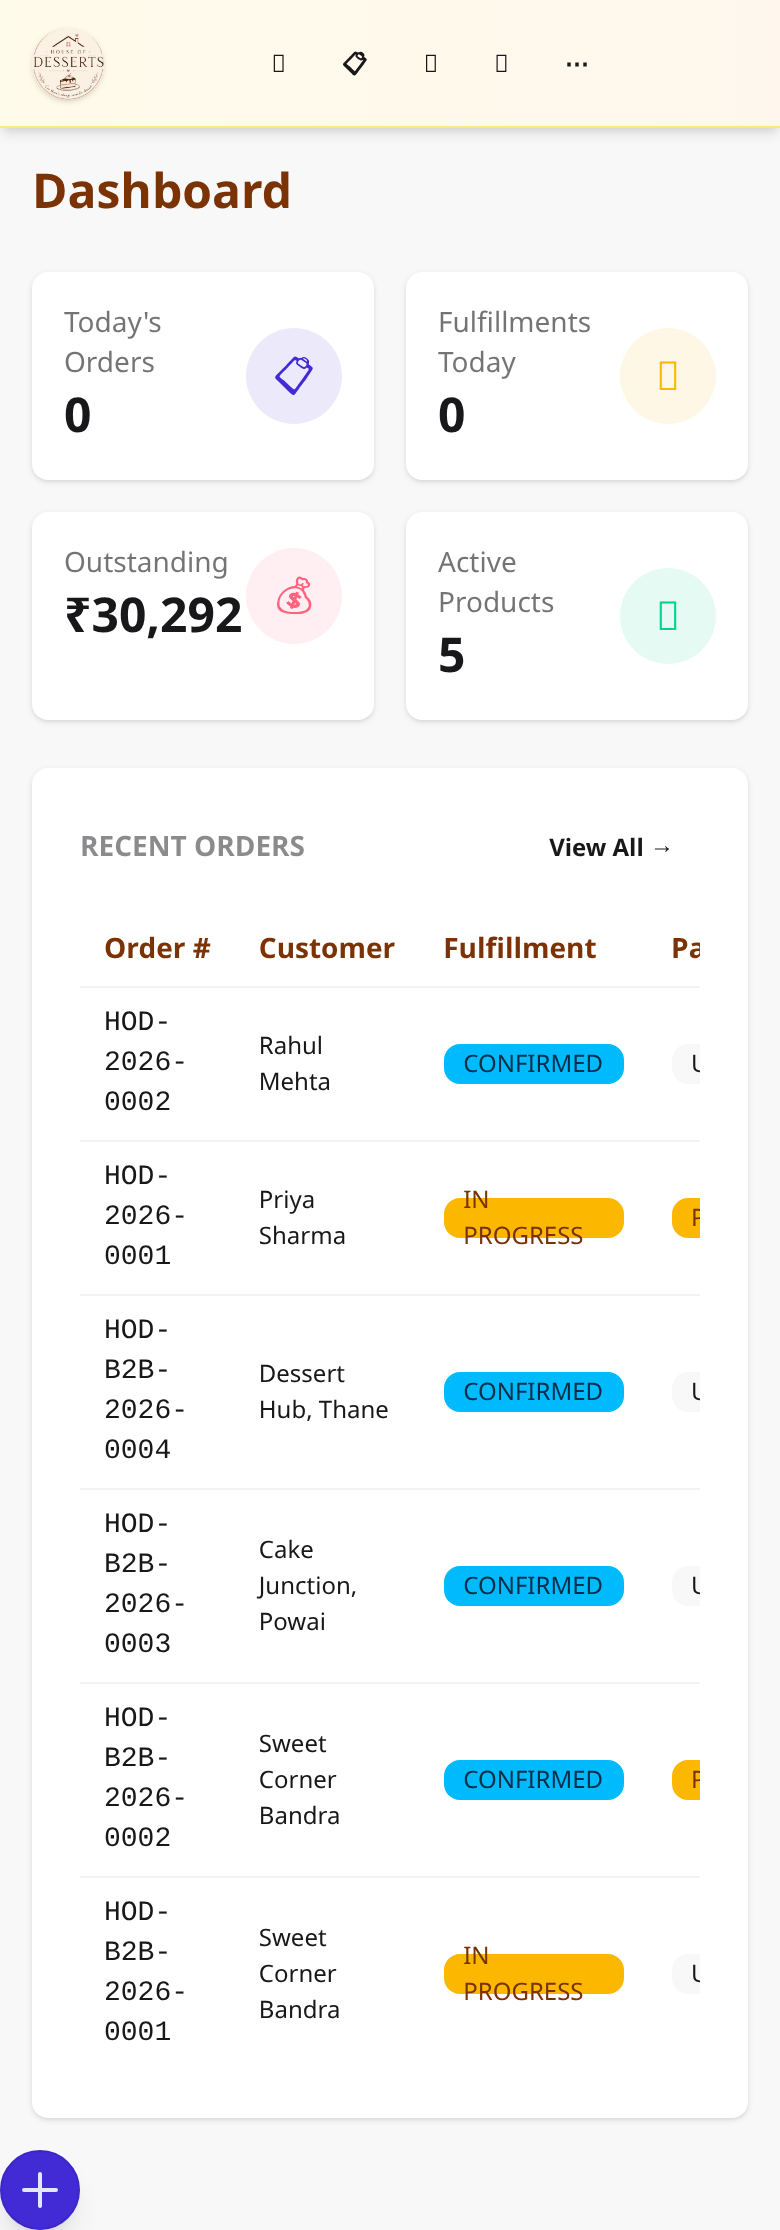 HOUSE OF
DESSERTS
...
Dashboard
Today's
Orders
0
Fulfillments
Today
0
Outstanding
₹30,292
Active
Products
5
RECENT ORDERS
View All →
Order # Customer Fulfillment Pa
HOD-
2026-
0002
Rahul
Mehta
CONFIRMED
U
HOD-
2026-
0001
Priya
Sharma
IN
PROGRESS
P
HOD-
B2B-
2026-
0004
Dessert
Hub, Thane
CONFIRMED
U
HOD-
B2B-
2026-
0003
Cake
Junction,
Powai
CONFIRMED
U
HOD-
B2B-
2026-
0002
Sweet
Corner
Bandra
CONFIRMED
P
HOD-
B2B-
2026-
0001
Sweet
Corner
Bandra
IN
PROGRESS
U